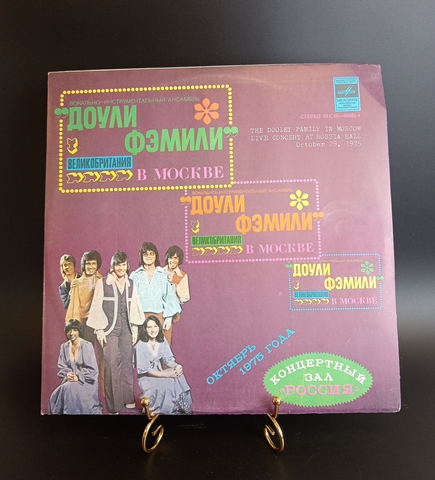 ВОКАЛЬНО-ИНСТРУМЕНТАЛЬНЫЙ АНСАМБЛЬ
"ДОУЛИ
ФЭМИЛИ"
ВЕЛИКОБРИТАНИЯ
В МОСКВЕ
THE DOOLEY FAMILY IN MOSCOW
LIVE CONCERT AT RUSSIA HALL
October 29, 1975
"ДОУЛИ
ФЭМИЛИ"
ВЕЛИКОБРИТАНИЯ
В МОСКВЕ
"ДОУЛИ
ФЭМИЛИ"
ВЕЛИКОБРИТАНИЯ
В МОСКВЕ
ОКТЯБРЬ
1975 ГОДА
КОНЦЕРТНЫЙ
ЗАЛ
"РОССИЯ"